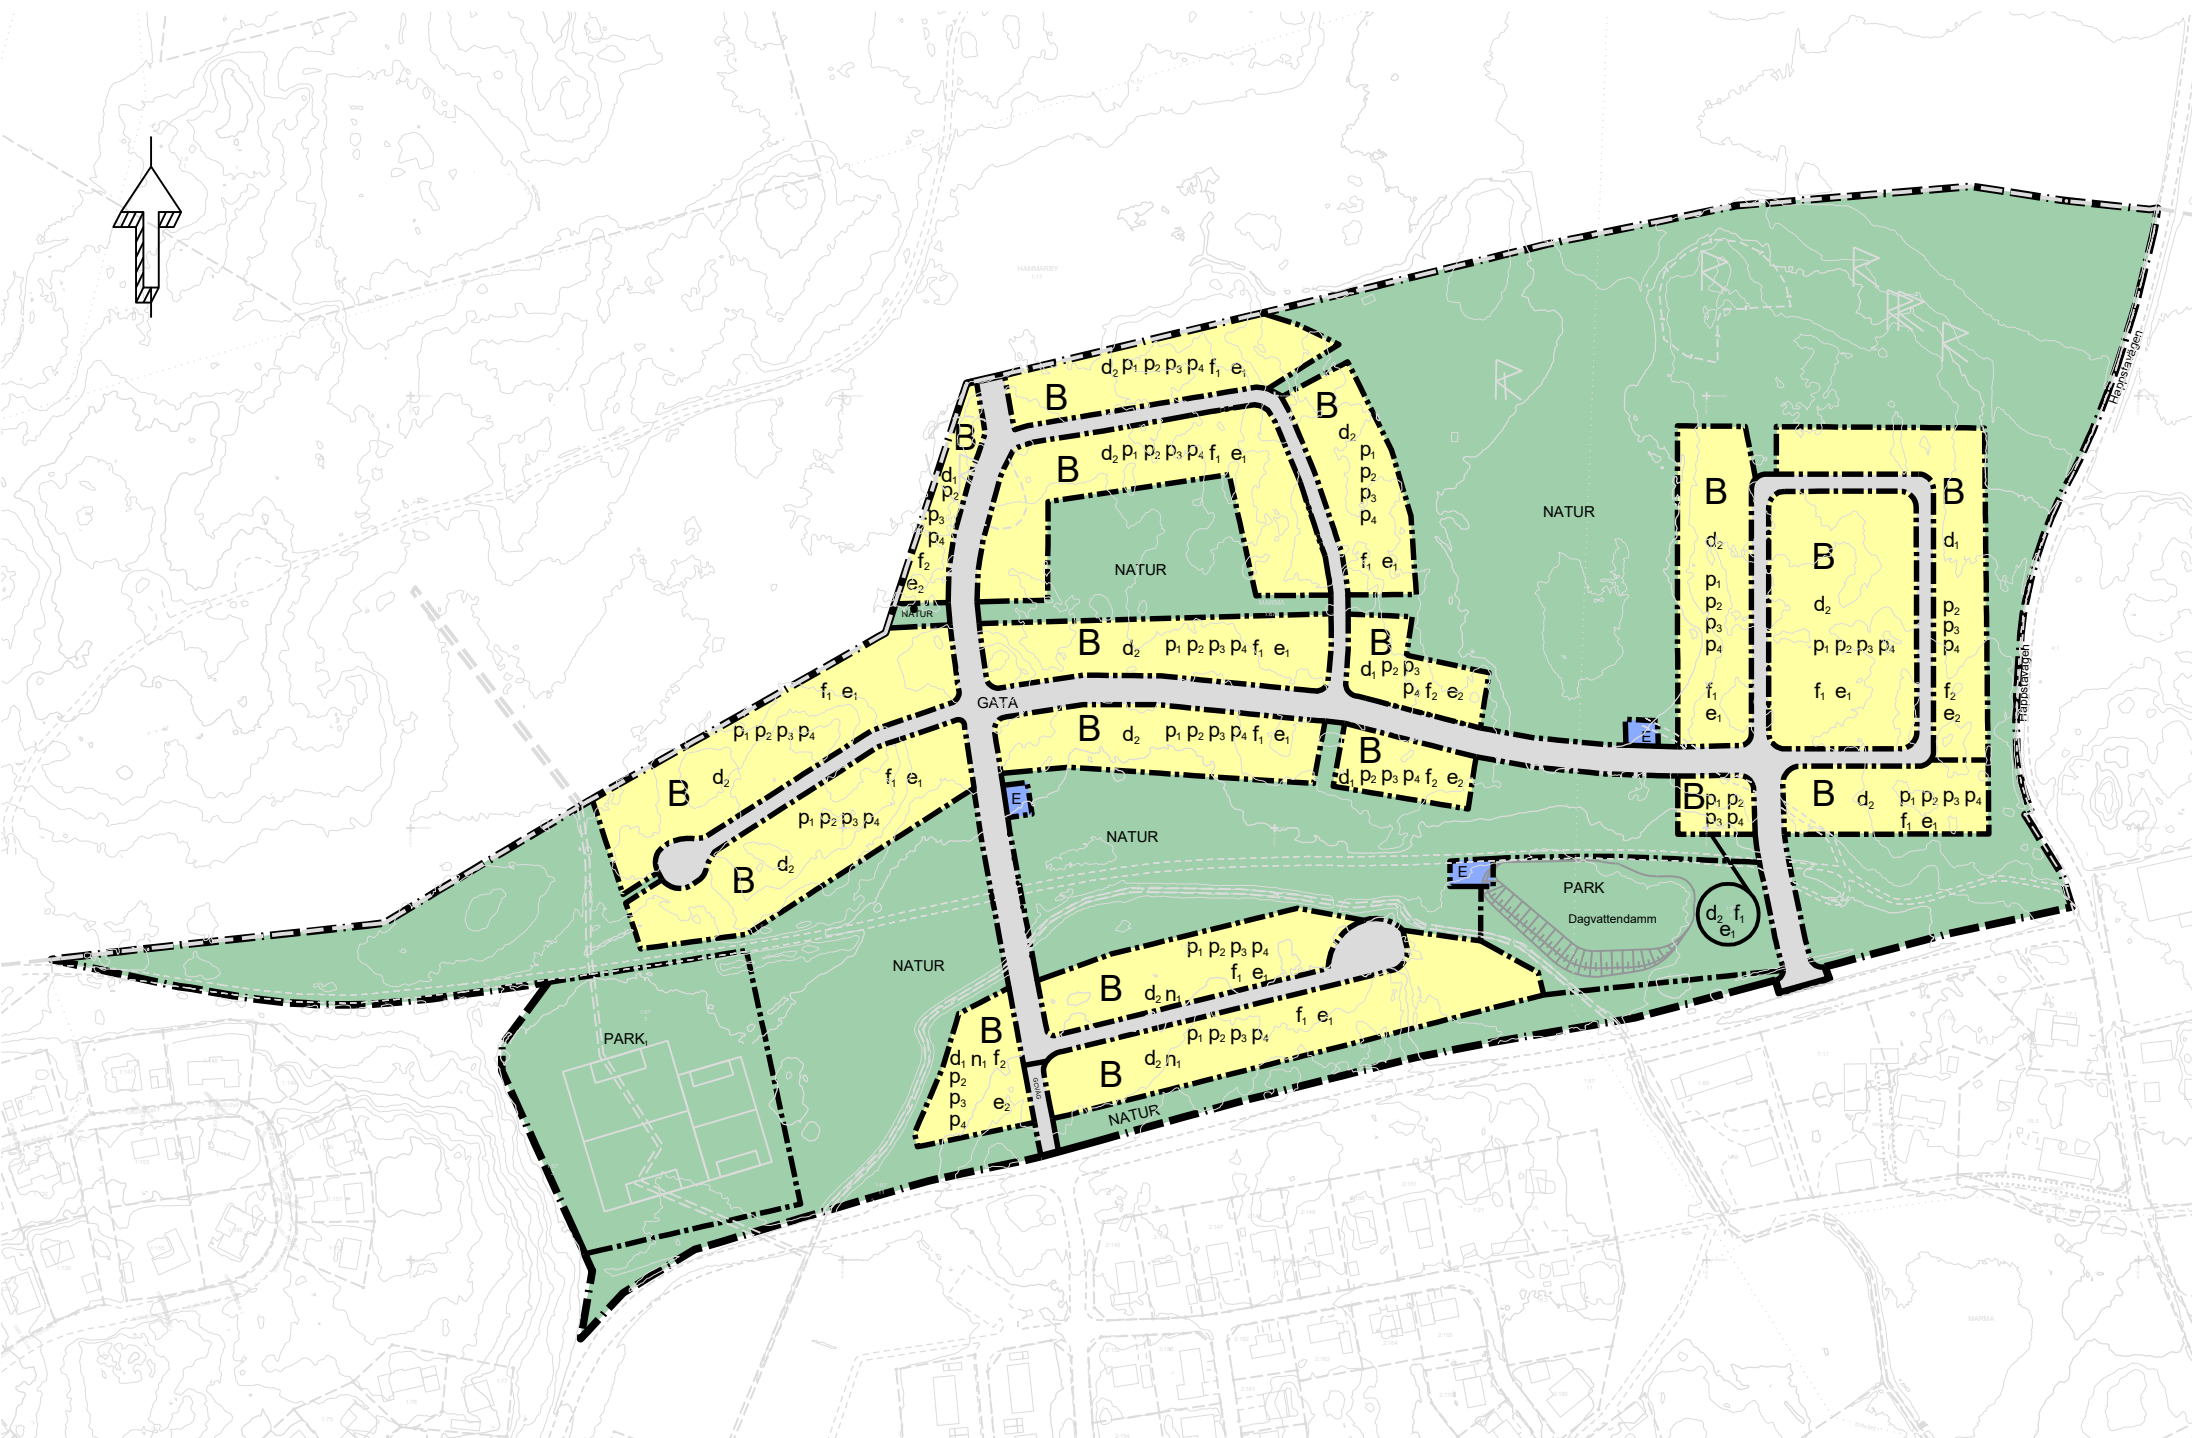 HAMMARBY
Häppstavägen
B
d₂ p₁ p₂ p₃ p₄ f₁ e₁
B
d₂
p₁
p₂
p₃
p₄
f₁ e₁
B
d₁
p₂
p₃
p₄
f₂
e₂
B
d₂ p₁ p₂ p₃ p₄ f₁ e₁
NATUR
NATUR
B
d₂
p₁
p₂
p₃
p₄
f₁
e₁
B
d₁
p₂
p₃
p₄
f₂
e₂
B
d₂
p₁ p₂ p₃ p₄
f₁ e₁
NATUR
B d₂ p₁ p₂ p₃ p₄ f₁ e₁
B
d₁ p₂ p₃
p₄ f₂ e₂
Häppstavägen
f₁ e₁
p₁ p₂ p₃ p₄
B d₂
GATA
B d₂ p₁ p₂ p₃ p₄ f₁ e₁
B
d₁ p₂ p₃ p₄ f₂ e₂
E
f₁ e₁
p₁ p₂ p₃ p₄
d₂
B
E
NATUR
B p₁ p₂
p₃ p₄
B d₂ p₁ p₂ p₃ p₄
f₁ e₁
E
PARK
Dagvattendamm
d₂ f₁
e₁
NATUR
p₁ p₂ p₃ p₄
f₁ e₁
B d₂ n₁
B
d₁ n₁ f₂
p₂
p₃
p₄
e₂
f₁ e₁
p₁ p₂ p₃ p₄
d₂ n₁
B
PARK₁
GCVÄG
NATUR
MARMA